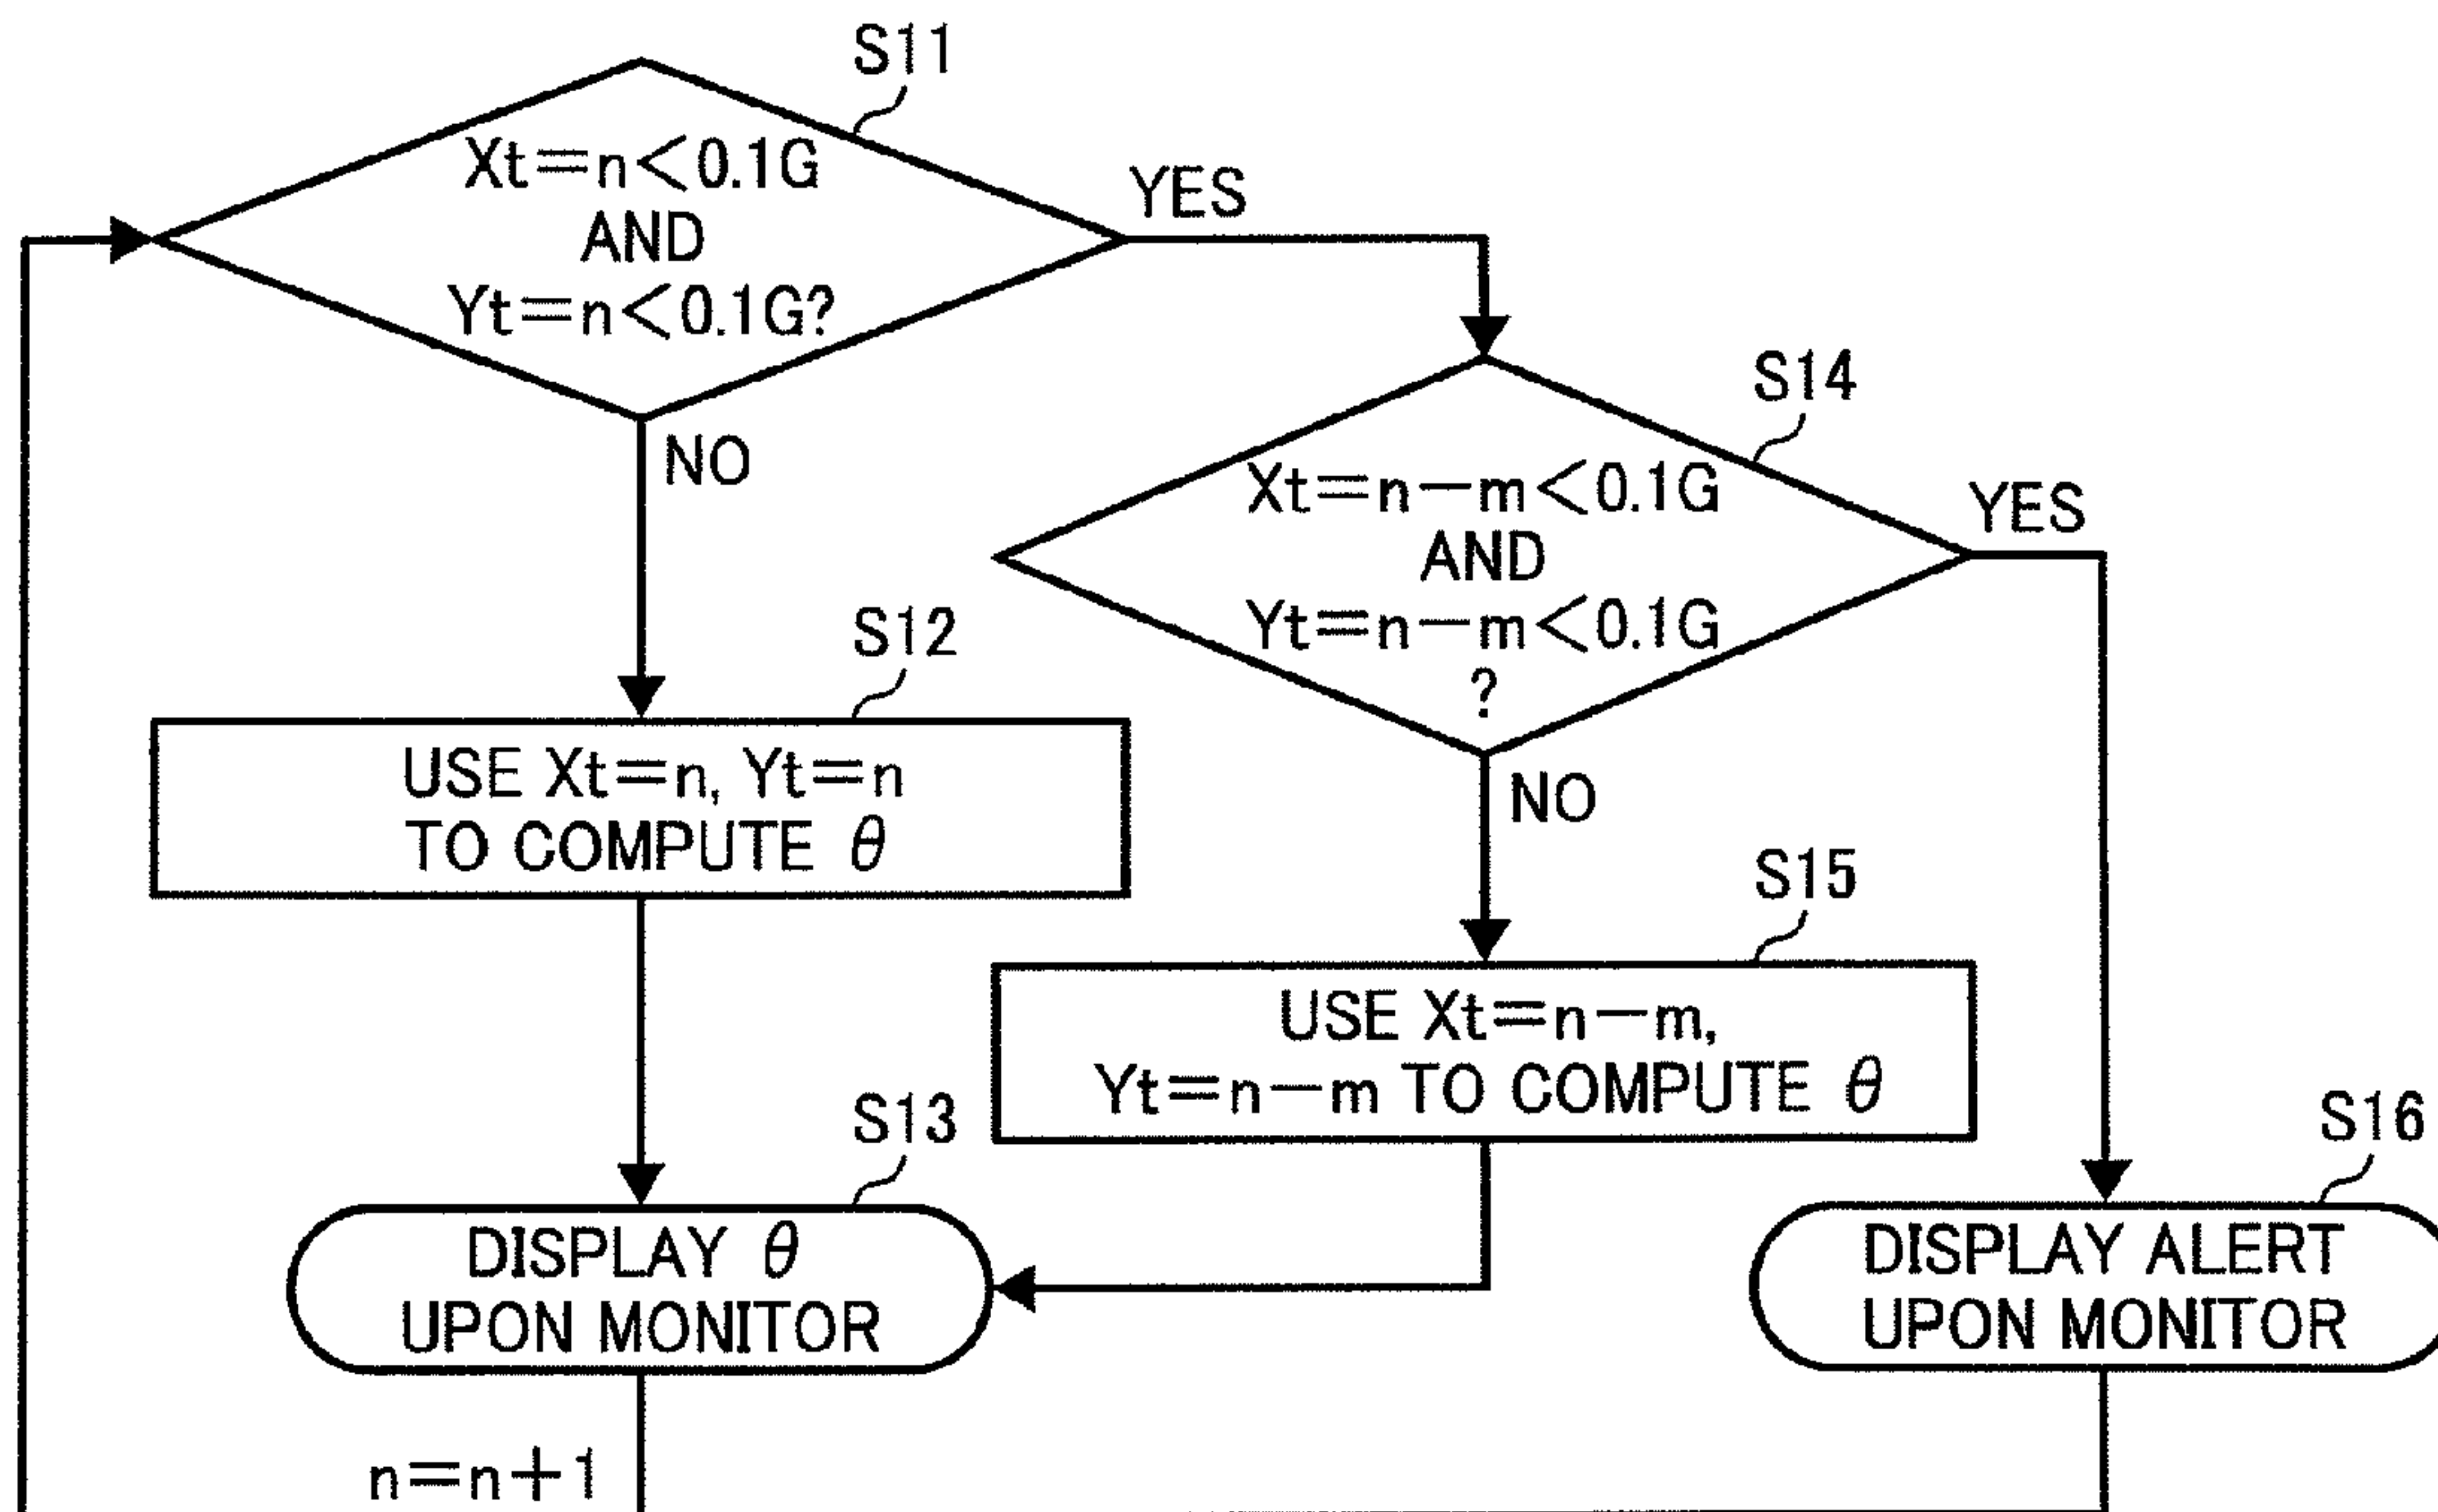 S11
Xt=n<0.1G
AND
Yt=n<0.1G?
YES
NO
S14
Xt=n-m<0.1G
AND
Yt=n-m<0.1G
?
YES
NO
S12
USE Xt=n, Yt=n
TO COMPUTE θ
S15
USE Xt=n-m,
Yt=n-m TO COMPUTE θ
S13
DISPLAY θ
UPON MONITOR
S16
DISPLAY ALERT
UPON MONITOR
n=n+1